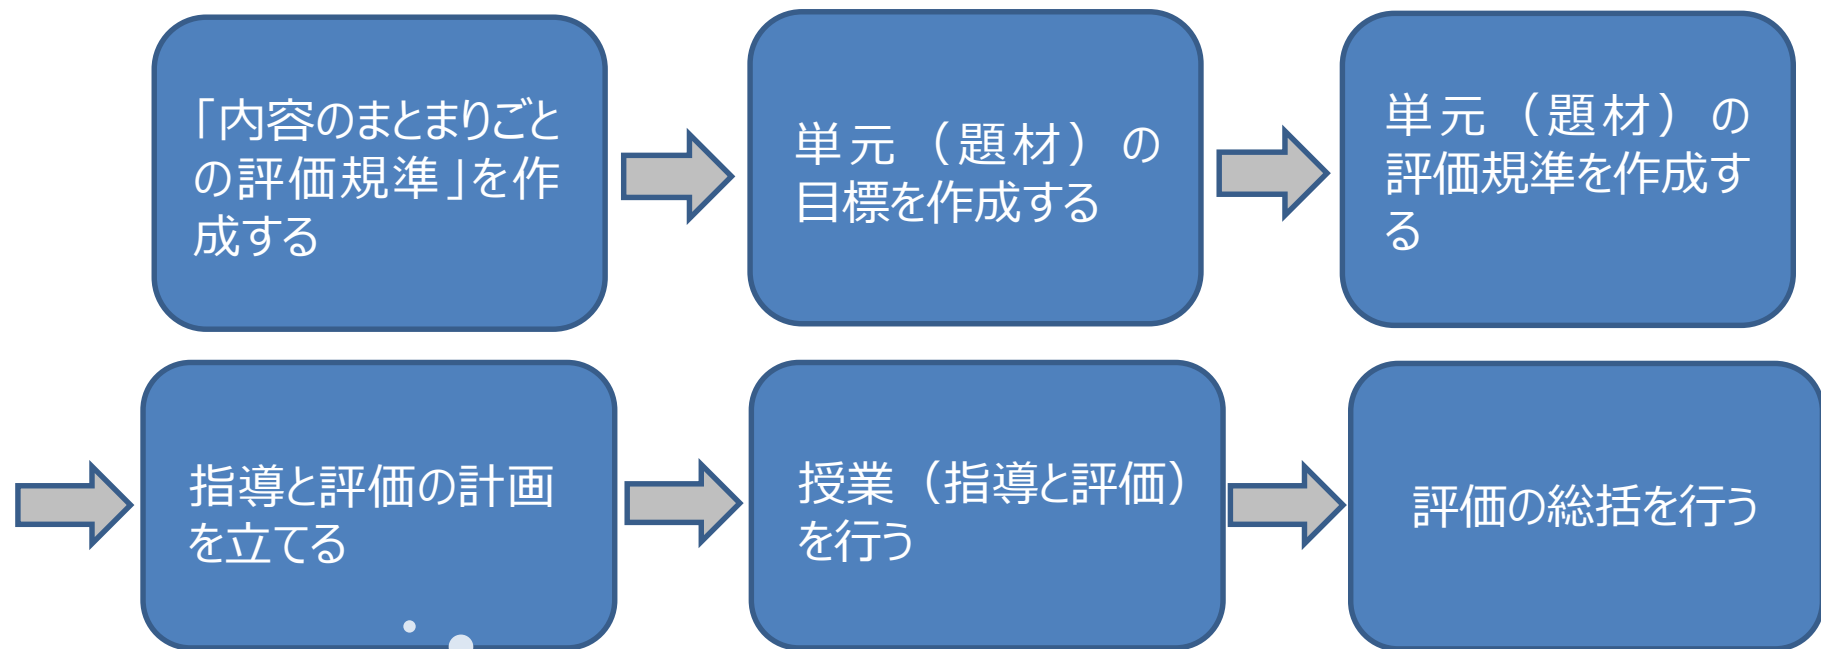 「内容のまとまりごと
の評価規準」を作
成する
単元（題材）の
目標を作成する
単元（題材）の
評価規準を作成す
る
指導と評価の計画
を立てる
授業（指導と評価）
を行う
評価の総括を行う